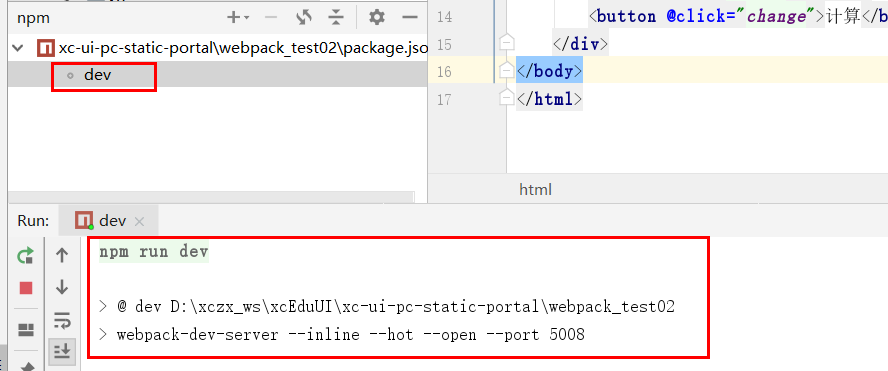 npm
xc-ui-pc-static-portal\webpack_test02\package.jso
dev
14 <button @click="change">计算</b
15 </div>
16 </body>
17 </html>
html
Run: dev
npm run dev
> @ dev D:\xczx_ws\xcEduUI\xc-ui-pc-static-portal\webpack_test02
> webpack-dev-server --inline --hot --open --port 5008